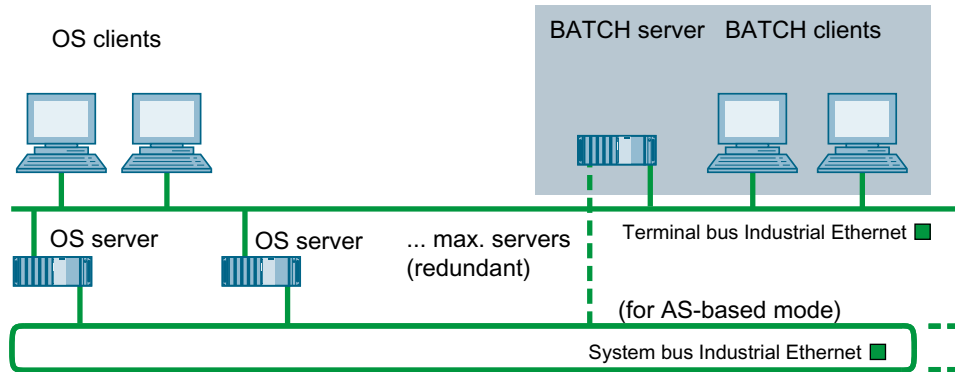 OS clients
BATCH server
BATCH clients
OS server
OS server
... max. servers
(redundant)
Terminal bus Industrial Ethernet
(for AS-based mode)
System bus Industrial Ethernet